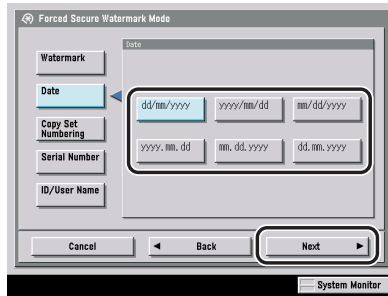 Forced Secure Watermark Mode
Date
Watermark
Date
Copy Set
Numbering
Serial Number
ID/User Name
dd/mm/yyyy yyyy/mm/dd mm/dd/yyyy
yyyy.mm.dd mm.dd.yyyy dd.mm.yyyy
Cancel ◄ Back Next ►
System Monitor